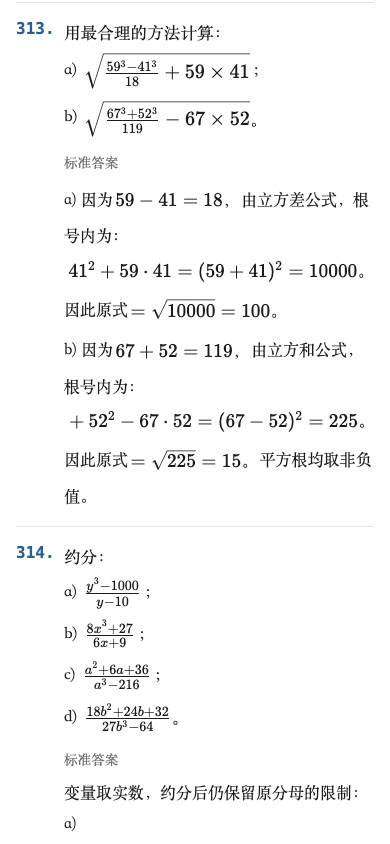 313. 用最合理的方法计算：
a) √((59³−41³)/18 + 59 × 41)；
b) √((67³+52³)/119 − 67 × 52)。
标准答案
a) 因为 59 − 41 = 18，由立方差公式，根
号内为：
41² + 59 · 41 = (59 + 41)² = 10000。
因此原式 = √10000 = 100。
b) 因为 67 + 52 = 119，由立方和公式，
根号内为：
+ 52² − 67 · 52 = (67 − 52)² = 225。
因此原式 = √225 = 15。平方根均取非负
值。
314. 约分：
a) (y³−1000)/(y−10)；
b) (8x³+27)/(6x+9)；
c) (a²+6a+36)/(a³−216)；
d) (18b²+24b+32)/(27b³−64)。
标准答案
变量取实数，约分后仍保留原分母的限制：
a)